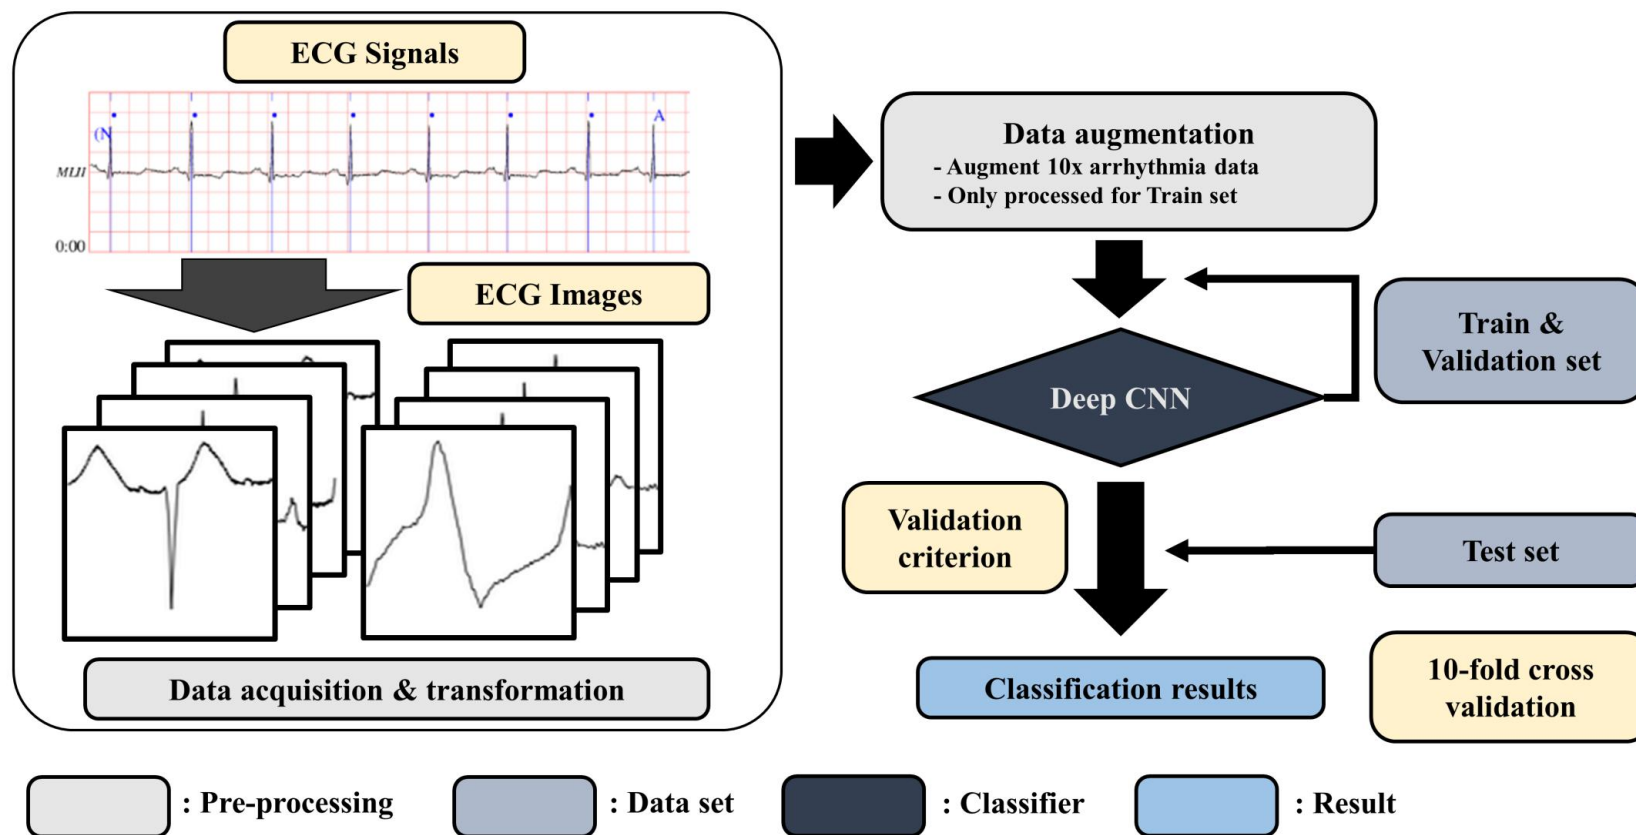 ECG Signals
(N
A
MLII
0:00
ECG Images
Data acquisition & transformation
Data augmentation
- Augment 10x arrhythmia data
- Only processed for Train set
Train &
Validation set
Deep CNN
Validation
criterion
Test set
Classification results
10-fold cross
validation
: Pre-processing
: Data set
: Classifier
: Result